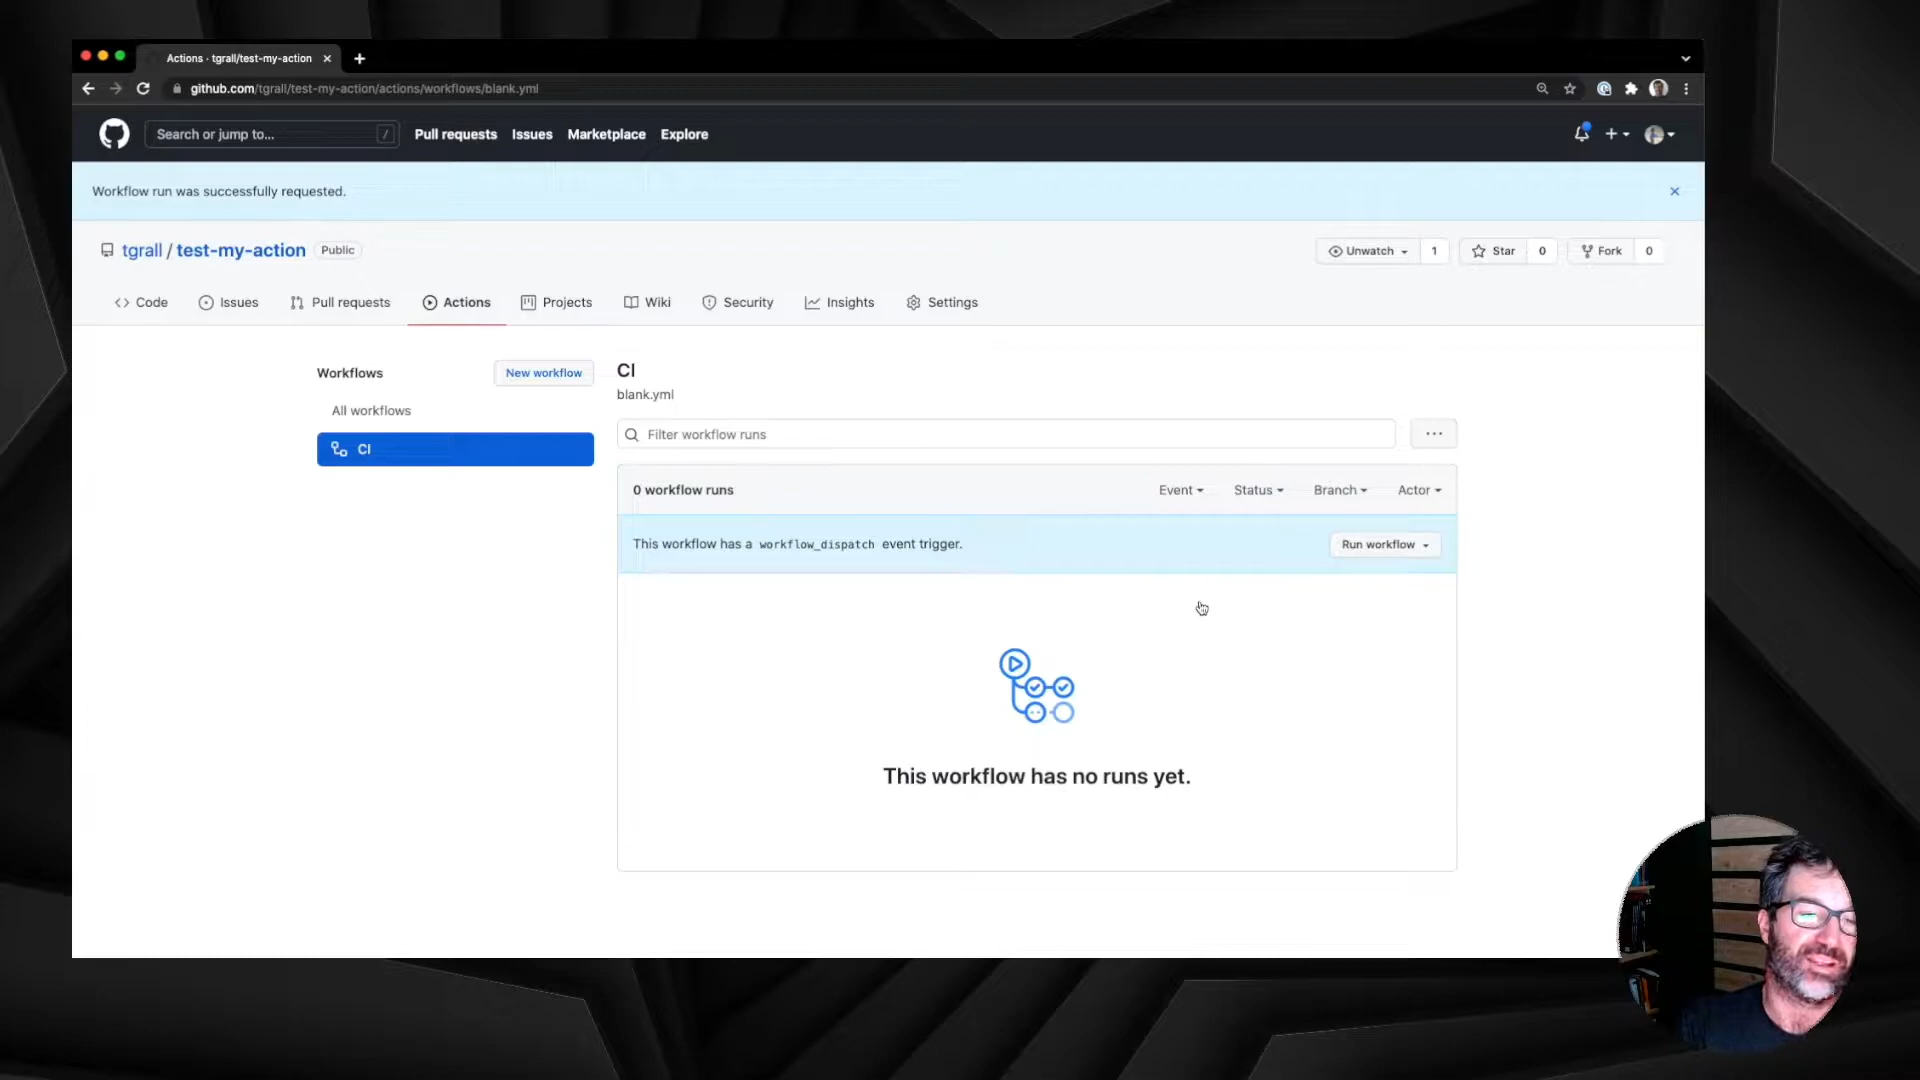 Actions · tgrall/test-my-action
github.com/tgrall/test-my-action/actions/workflows/blank.yml
Search or jump to... /
Pull requests Issues Marketplace Explore
Workflow run was successfully requested.
tgrall / test-my-action Public
Unwatch 1 Star 0 Fork 0
Code Issues Pull requests Actions Projects Wiki Security Insights Settings
Workflows New workflow
All workflows
CI
CI
blank.yml
Filter workflow runs
0 workflow runs Event Status Branch Actor
This workflow has a workflow_dispatch event trigger. Run workflow
This workflow has no runs yet.